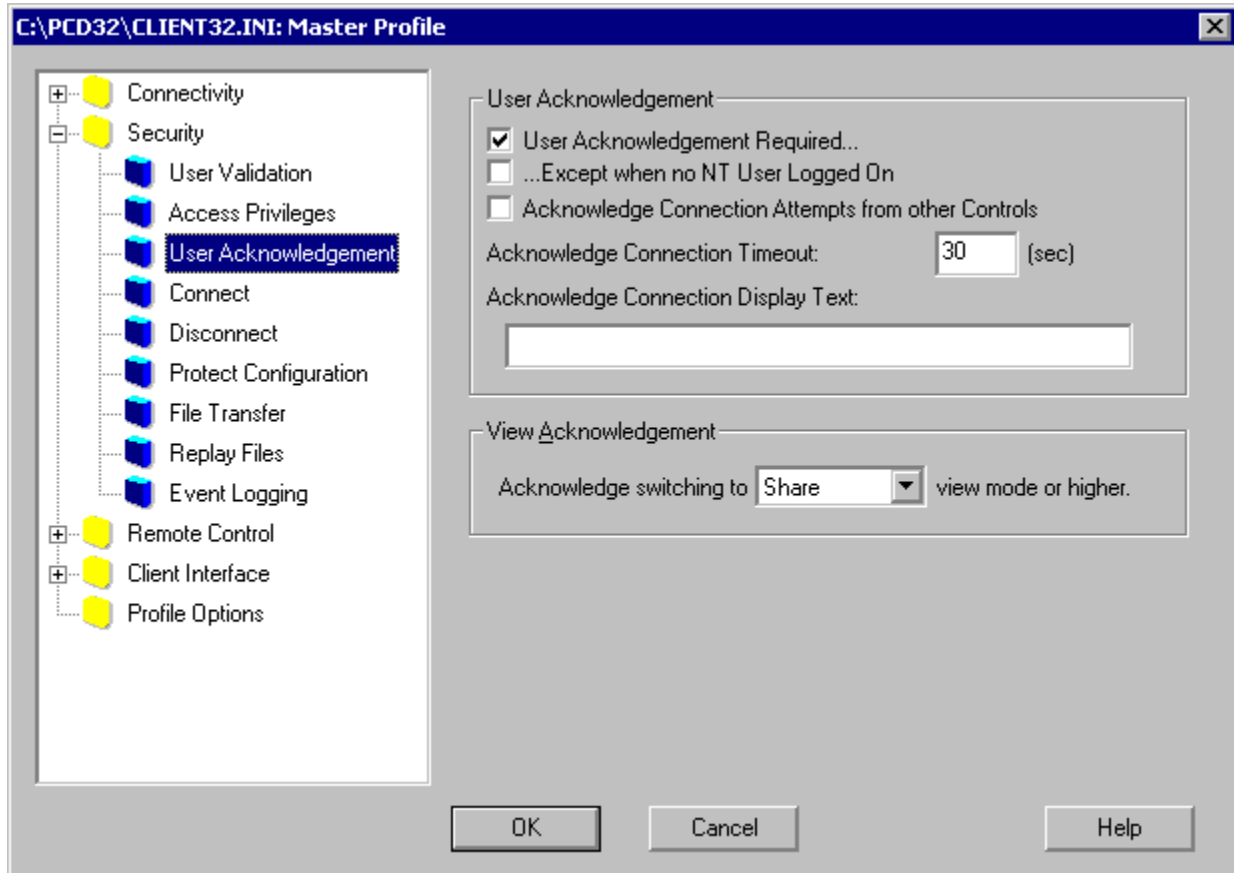 C:\PCD32\CLIENT32.INI: Master Profile
Connectivity
Security
User Validation
Access Privileges
User Acknowledgement
Connect
Disconnect
Protect Configuration
File Transfer
Replay Files
Event Logging
Remote Control
Client Interface
Profile Options
User Acknowledgement
User Acknowledgement Required...
...Except when no NT User Logged On
Acknowledge Connection Attempts from other Controls
Acknowledge Connection Timeout: 30 (sec)
Acknowledge Connection Display Text:
View Acknowledgement
Acknowledge switching to Share view mode or higher.
OK Cancel Help